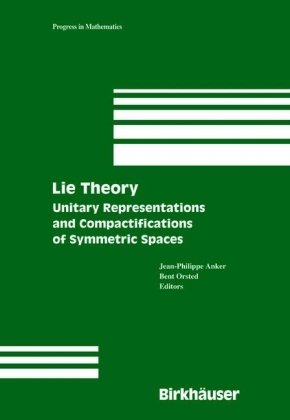 Progress in Mathematics
Lie Theory
Unitary Representations
and Compactifications
of Symmetric Spaces
Jean-Philippe Anker
Bent Orsted
Editors
Birkhäuser